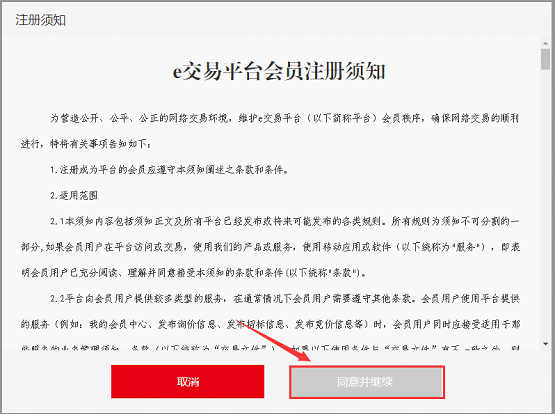 注册须知
e交易平台会员注册须知
为营造公开、公平、公正的网络交易环境，维护e交易平台（以下简称平台）会员秩序，确保网络交易的顺利
进行，特将有关事项告知如下：
1.注册成为平台的会员应遵守本须知阐述之条款和条件。
2.适用范围
2.1本须知内容包括须知正文及所有平台已经发布或将来可能发布的各类规则。所有规则为须知不可分割的一
部分,如果会员用户在平台访问或交易，使用我们的产品或服务，使用移动应用或软件（以下统称为"服务"），即表
明会员用户已充分阅读、理解并同意接受本须知的条款和条件(以下统称"条款")。
2.2平台向会员用户提供较多类型的服务，在通常情况下会员用户需要遵守其他条款。会员用户使用平台提供
的服务（例如：我的会员中心、发布询价信息、发布招标信息、发布竞价信息等）时，会员用户同时应接受适用于那
些服务的业务管理须知、条款（以下统称为“交易文件”），如果以下使用条件与“交易文件”有不一致之处，则
取消
同意并继续